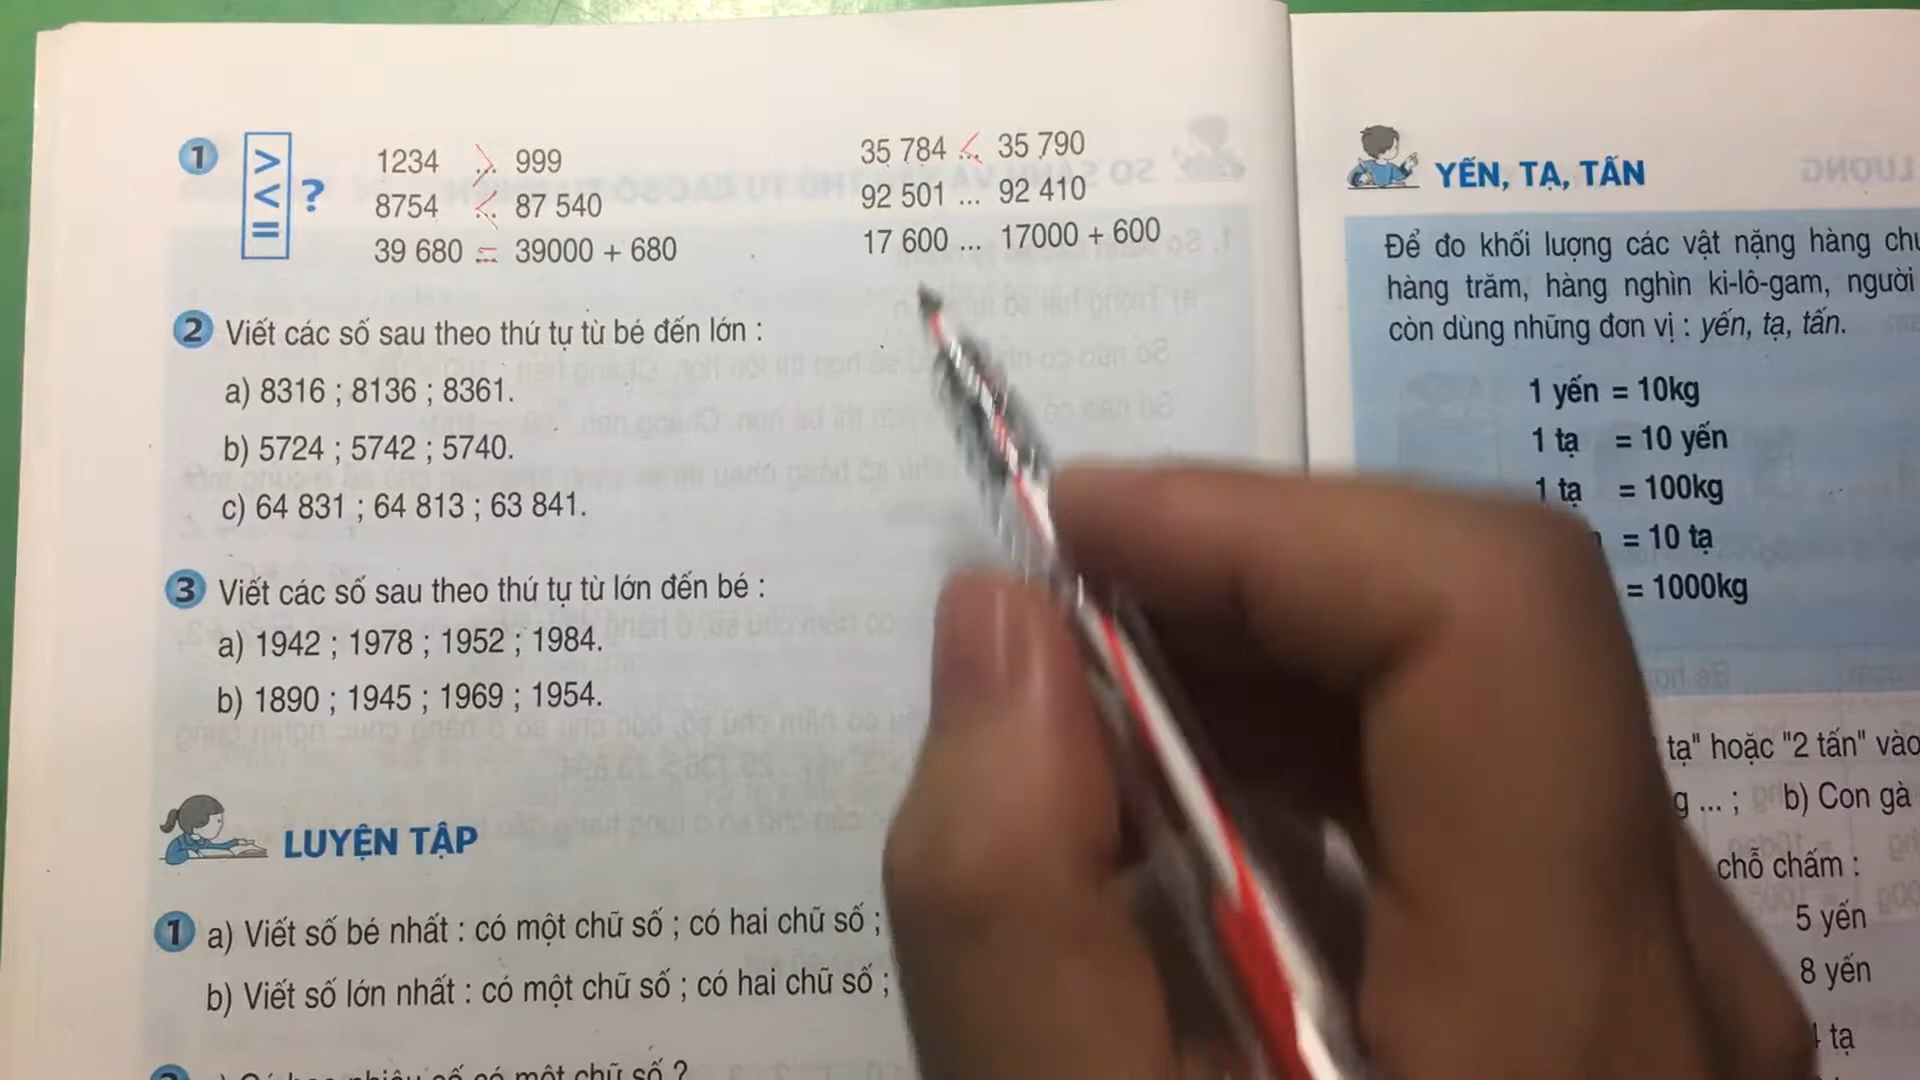 1 > < = ?
1234 > 999
8754 < 87 540
39 680 = 39000 + 680
35 784 < 35 790
92 501 ... 92 410
17 600 ... 17000 + 600
2 Viết các số sau theo thứ tự từ bé đến lớn :
a) 8316 ; 8136 ; 8361.
b) 5724 ; 5742 ; 5740.
c) 64 831 ; 64 813 ; 63 841.
3 Viết các số sau theo thứ tự từ lớn đến bé :
a) 1942 ; 1978 ; 1952 ; 1984.
b) 1890 ; 1945 ; 1969 ; 1954.
LUYỆN TẬP
1 a) Viết số bé nhất : có một chữ số ; có hai chữ số ;
b) Viết số lớn nhất : có một chữ số ; có hai chữ số ;
có một chữ số ?
YẾN, TẠ, TẤN
Để đo khối lượng các vật nặng hàng
hàng trăm, hàng nghìn ki-lô-gam, người
còn dùng những đơn vị : yến, tạ, tấn.
1 yến = 10kg
1 tạ = 10 yến
1 tạ = 100kg
= 10 tạ
= 1000kg
tạ" hoặc "2 tấn" vào
... ; b) Con gà
chỗ chấm :
5 yến
8 yến
tạ